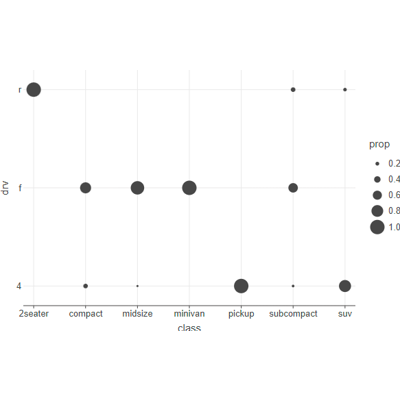 r
f
4
drv
2seater compact midsize minivan pickup subcompact suv
class
prop
0.2
0.4
0.6
0.8
1.0